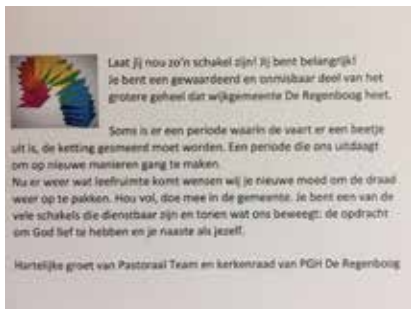 Laat jij nou zo'n schakel zijn! Jij bent belangrijk!
Je bent een gewaardeerd en onmisbaar deel van het
grotere geheel dat wijkgemeente De Regenboog heet.
Soms is er een periode waarin de vaart er een beetje
uit is, de ketting gesmeerd moet worden. Een periode die ons uitdaagt
om op nieuwe manieren gang te maken.
Nu er weer wat leefruimte komt wensen wij je nieuwe moed om de draad
weer op te pakken. Hou vol, doe mee in de gemeente. Je bent een van de
vele schakels die dienstbaar zijn en tonen wat ons beweegt: de opdracht
om God lief te hebben en je naaste als jezelf.
Hartelijke groet van Pastoraal Team en kerkenraad van PGH De Regenboog